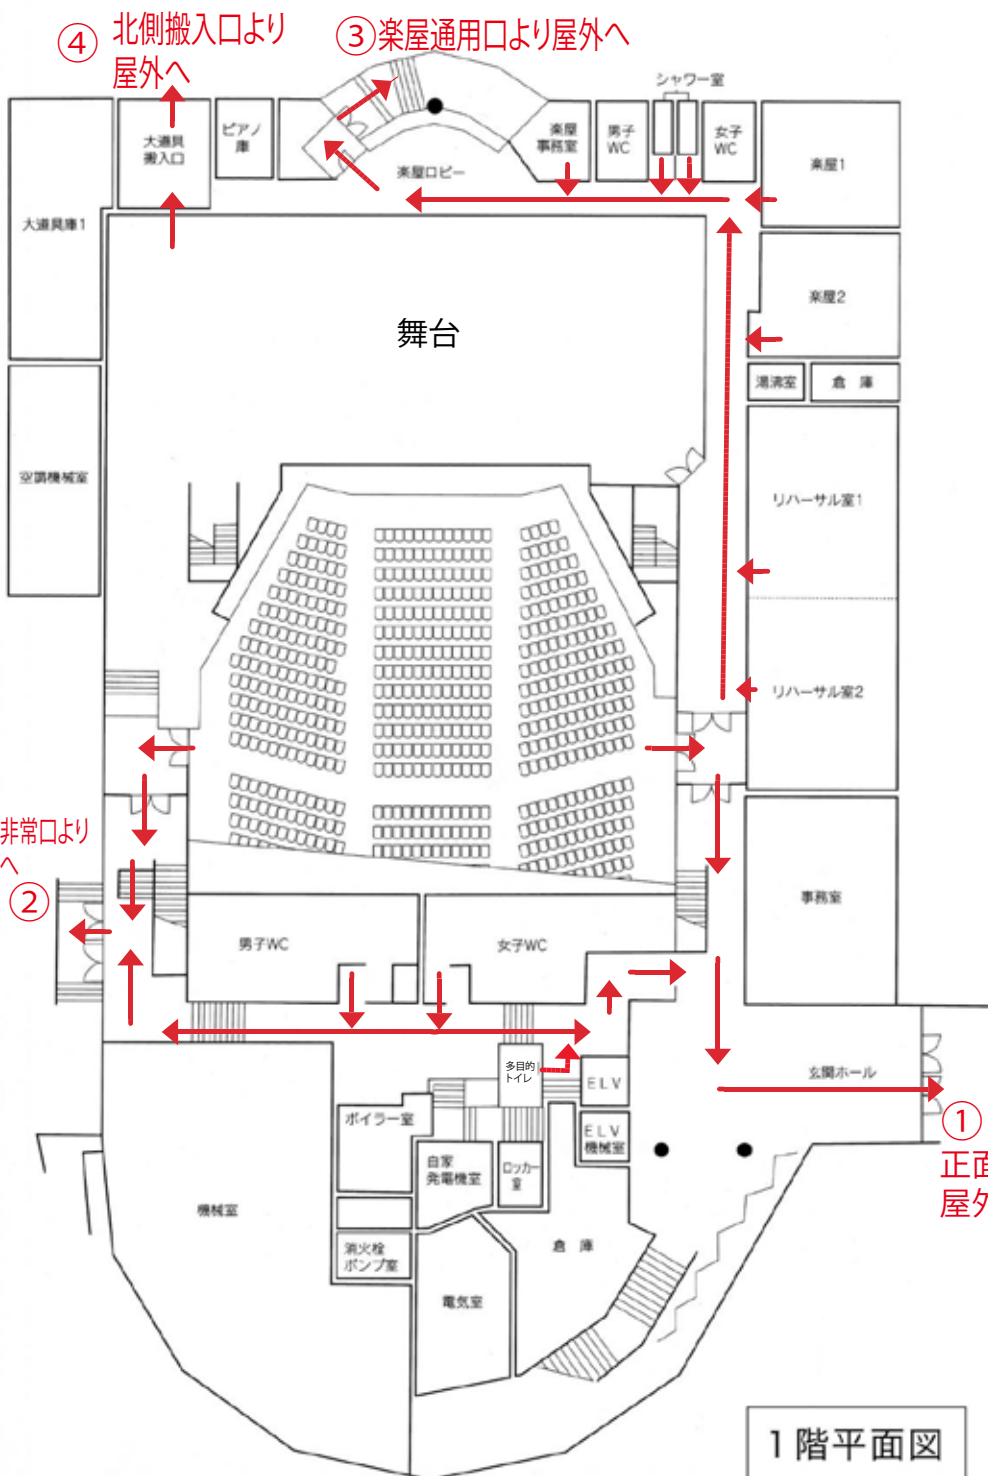 ④ 北側搬入口より
屋外へ
③楽屋通用口より屋外へ
シャワー室
大道具
搬入口
ピアノ
庫
楽屋
事務室
男子
WC
女子
WC
楽屋1
楽屋ロビー
大道具庫1
楽屋2
舞台
湯沸室
倉庫
空調機械室
リハーサル室1
リハーサル室2
非常口より
へ
②
事務室
男子WC
女子WC
多目的
トイレ
ELV
玄関ホール
ボイラー室
ELV
機械室
①
正面
屋外
自家
発電機室
ロッカー
室
機械室
消火栓
ポンプ室
倉庫
電気室
1階平面図